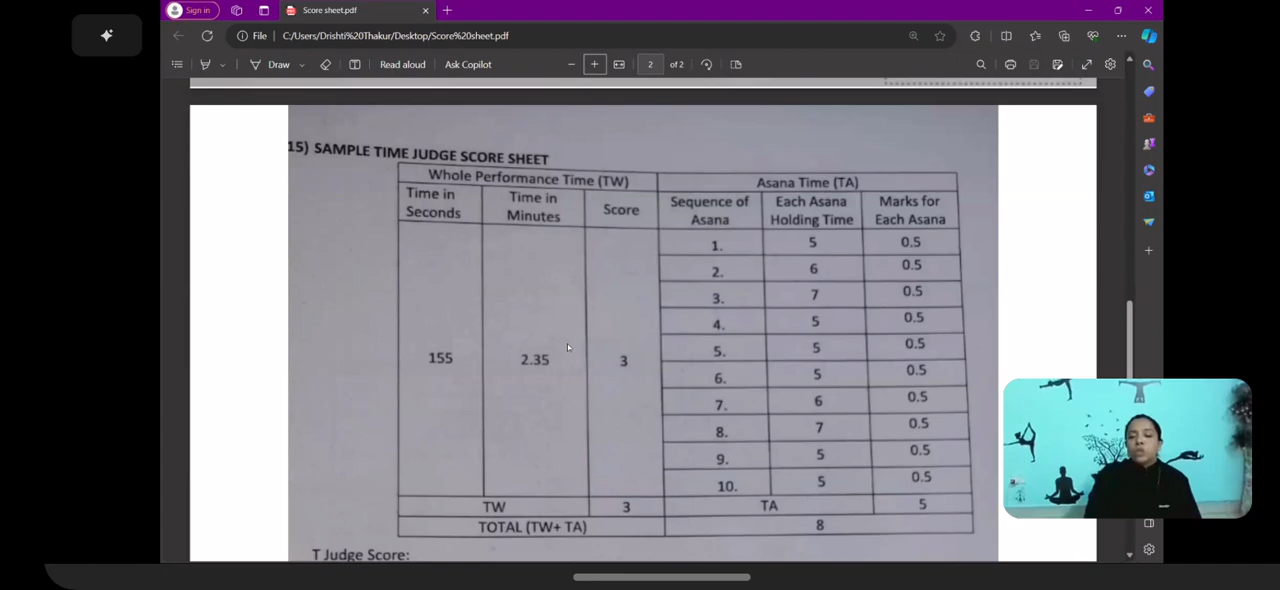 Sign in
Score sheet.pdf
File C:/Users/Drishti%20Thakur/Desktop/Score%20sheet.pdf
Draw Read aloud Ask Copilot 2 of 2
15) SAMPLE TIME JUDGE SCORE SHEET
Whole Performance Time (TW) Asana Time (TA)
Time in Seconds Time in Minutes Score Sequence of Asana Each Asana Holding Time Marks for Each Asana
1. 5 0.5
2. 6 0.5
3. 7 0.5
4. 5 0.5
5. 5 0.5
155 2.35 3
6. 5 0.5
7. 6 0.5
8. 7 0.5
9. 5 0.5
10. 5 0.5
TW 3 TA 5
TOTAL (TW+ TA) 8
T Judge Score: